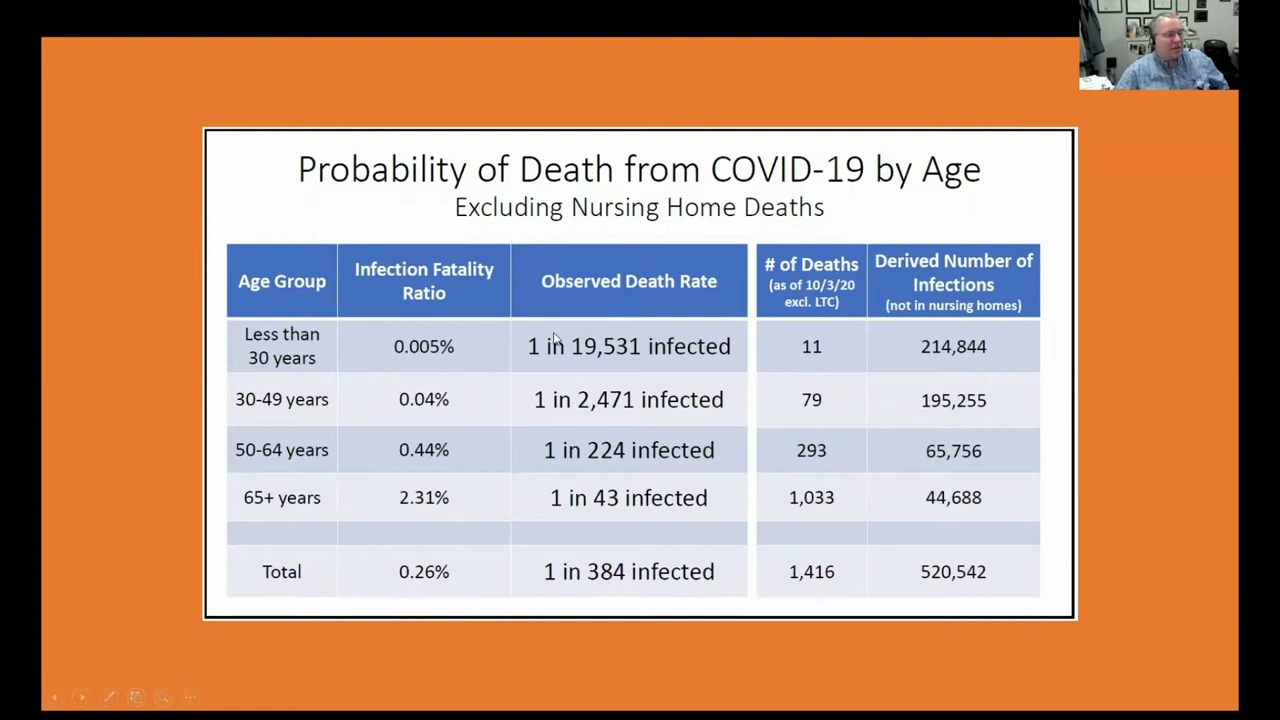 Probability of Death from COVID-19 by Age
Excluding Nursing Home Deaths
Age Group
Infection Fatality
Ratio
Observed Death Rate
# of Deaths
(as of 10/3/20
excl. LTC)
Derived Number of
Infections
(not in nursing homes)
Less than
30 years
0.005%
1 in 19,531 infected
11
214,844
30-49 years
0.04%
1 in 2,471 infected
79
195,255
50-64 years
0.44%
1 in 224 infected
293
65,756
65+ years
2.31%
1 in 43 infected
1,033
44,688
Total
0.26%
1 in 384 infected
1,416
520,542